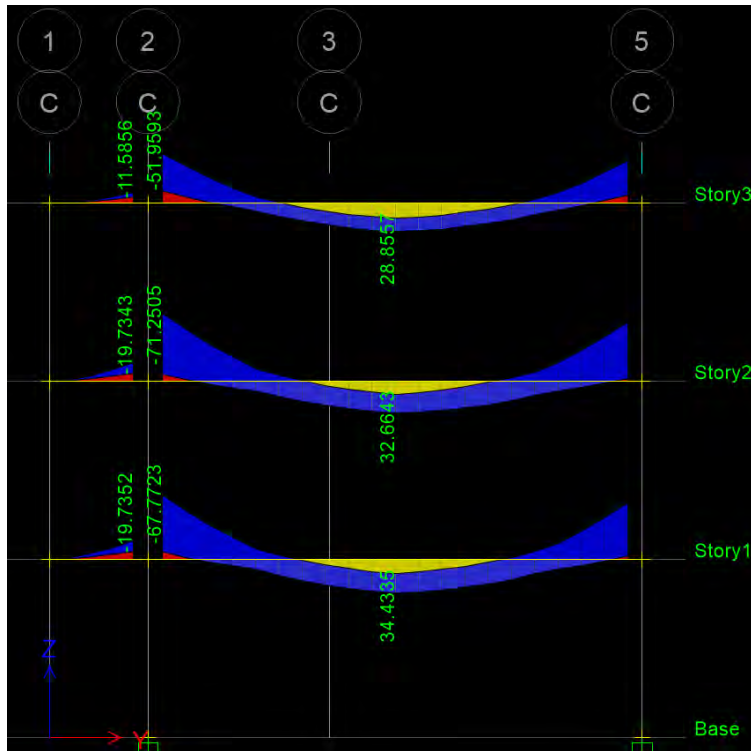 1 2 3 5
C C C C
-11.5856
-51.9593
Story3
28.8557
-19.7343
-71.2505
Story2
32.6643
-19.7352
-67.7723
Story1
34.4335
Z
Y
Base